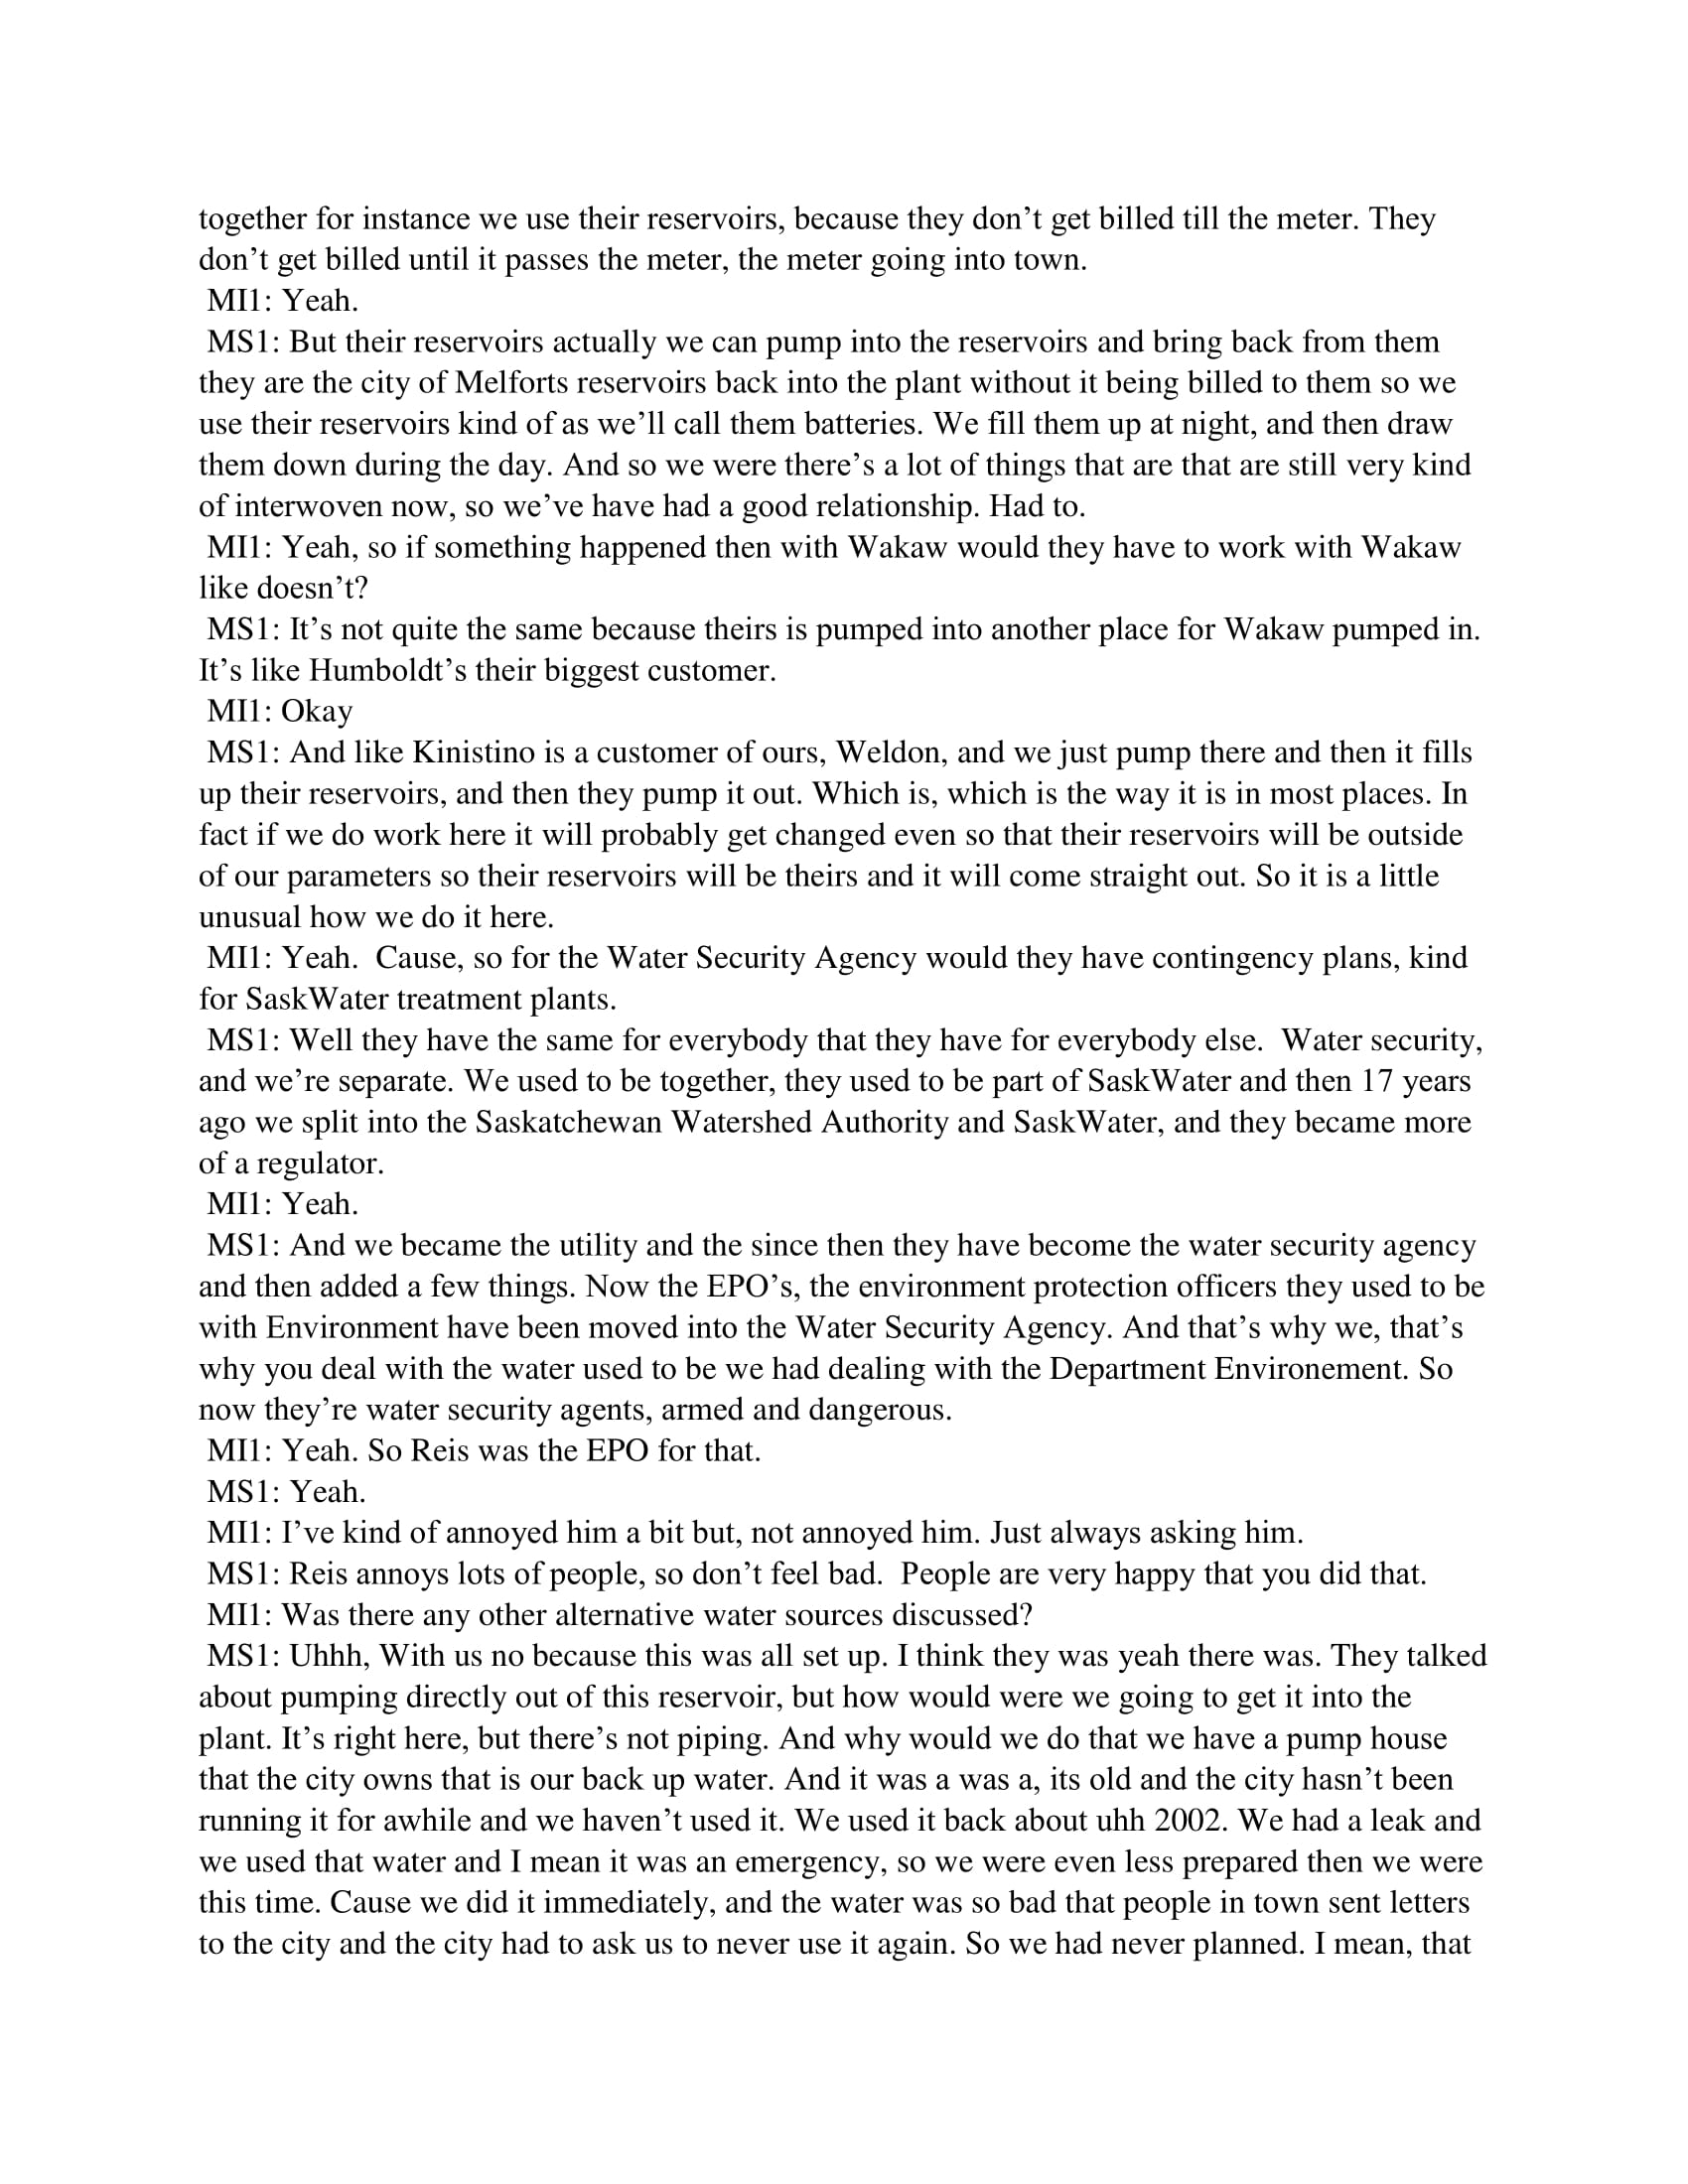 together for instance we use their reservoirs, because they don’t get billed till the meter. They
don’t get billed until it passes the meter, the meter going into town.
MI1: Yeah.
MS1: But their reservoirs actually we can pump into the reservoirs and bring back from them
they are the city of Melforts reservoirs back into the plant without it being billed to them so we
use their reservoirs kind of as we’ll call them batteries. We fill them up at night, and then draw
them down during the day. And so we were there’s a lot of things that are that are still very kind
of interwoven now, so we’ve have had a good relationship. Had to.
MI1: Yeah, so if something happened then with Wakaw would they have to work with Wakaw
like doesn’t?
MS1: It’s not quite the same because theirs is pumped into another place for Wakaw pumped in.
It’s like Humboldt’s their biggest customer.
MI1: Okay
MS1: And like Kinistino is a customer of ours, Weldon, and we just pump there and then it fills
up their reservoirs, and then they pump it out. Which is, which is the way it is in most places. In
fact if we do work here it will probably get changed even so that their reservoirs will be outside
of our parameters so their reservoirs will be theirs and it will come straight out. So it is a little
unusual how we do it here.
MI1: Yeah.  Cause, so for the Water Security Agency would they have contingency plans, kind
for SaskWater treatment plants.
MS1: Well they have the same for everybody that they have for everybody else.  Water security,
and we’re separate. We used to be together, they used to be part of SaskWater and then 17 years
ago we split into the Saskatchewan Watershed Authority and SaskWater, and they became more
of a regulator.
MI1: Yeah.
MS1: And we became the utility and the since then they have become the water security agency
and then added a few things. Now the EPO’s, the environment protection officers they used to be
with Environment have been moved into the Water Security Agency. And that’s why we, that’s
why you deal with the water used to be we had dealing with the Department Environement. So
now they’re water security agents, armed and dangerous.
MI1: Yeah. So Reis was the EPO for that.
MS1: Yeah.
MI1: I’ve kind of annoyed him a bit but, not annoyed him. Just always asking him.
MS1: Reis annoys lots of people, so don’t feel bad.  People are very happy that you did that.
MI1: Was there any other alternative water sources discussed?
MS1: Uhhh, With us no because this was all set up. I think they was yeah there was. They talked
about pumping directly out of this reservoir, but how would were we going to get it into the
plant. It’s right here, but there’s not piping. And why would we do that we have a pump house
that the city owns that is our back up water. And it was a was a, its old and the city hasn’t been
running it for awhile and we haven’t used it. We used it back about uhh 2002. We had a leak and
we used that water and I mean it was an emergency, so we were even less prepared then we were
this time. Cause we did it immediately, and the water was so bad that people in town sent letters
to the city and the city had to ask us to never use it again. So we had never planned. I mean, that